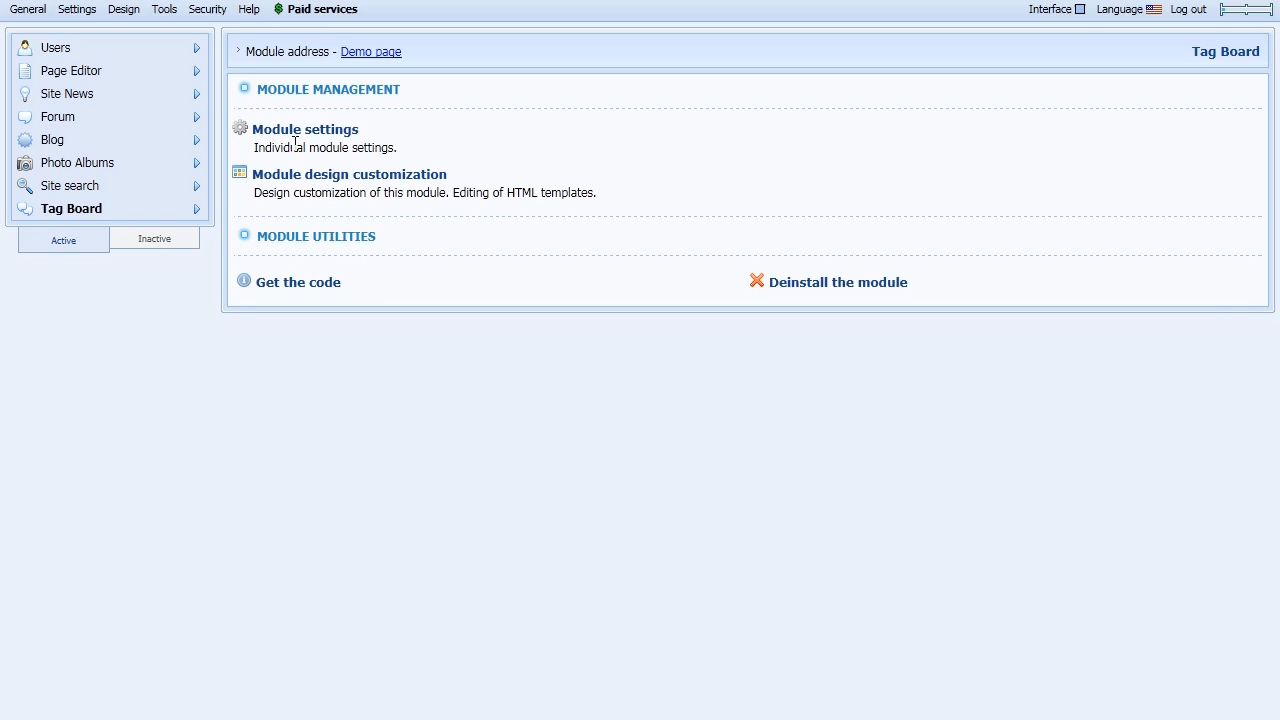 General Settings Design Tools Security Help Paid services Interface Language Log out
Users
Page Editor
Site News
Forum
Blog
Photo Albums
Site search
Tag Board
Active Inactive
Module address - Demo page Tag Board
MODULE MANAGEMENT
Module settings
Individual module settings.
Module design customization
Design customization of this module. Editing of HTML templates.
MODULE UTILITIES
Get the code Deinstall the module